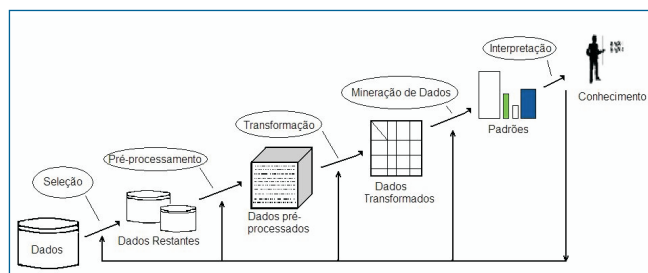 Interpretação
Conhecimento
Mineração de Dados
Padrões
Transformação
Dados
Transformados
Pré-processamento
Dados pré-
processados
Seleção
Dados Restantes
Dados